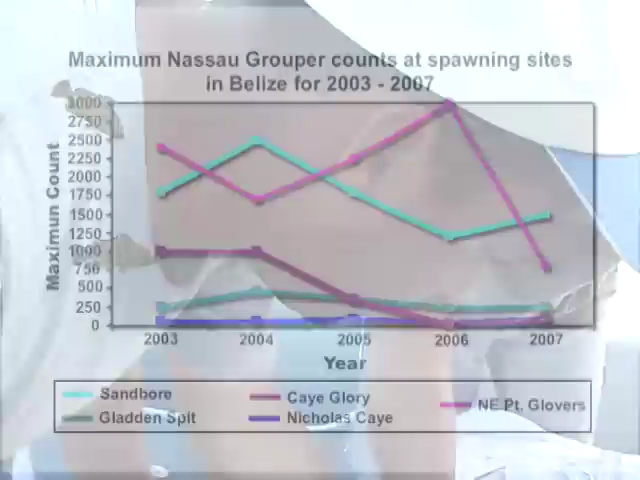 Maximum Nassau Grouper counts at spawning sites
in Belize for 2003 - 2007
Maximun Count
3000
2750
2500
2250
2000
1750
1500
1250
1000
750
500
250
0
2003 2004 2005 2006 2007
Year
Sandbore Caye Glory NE Pt. Glovers
Gladden Spit Nicholas Caye